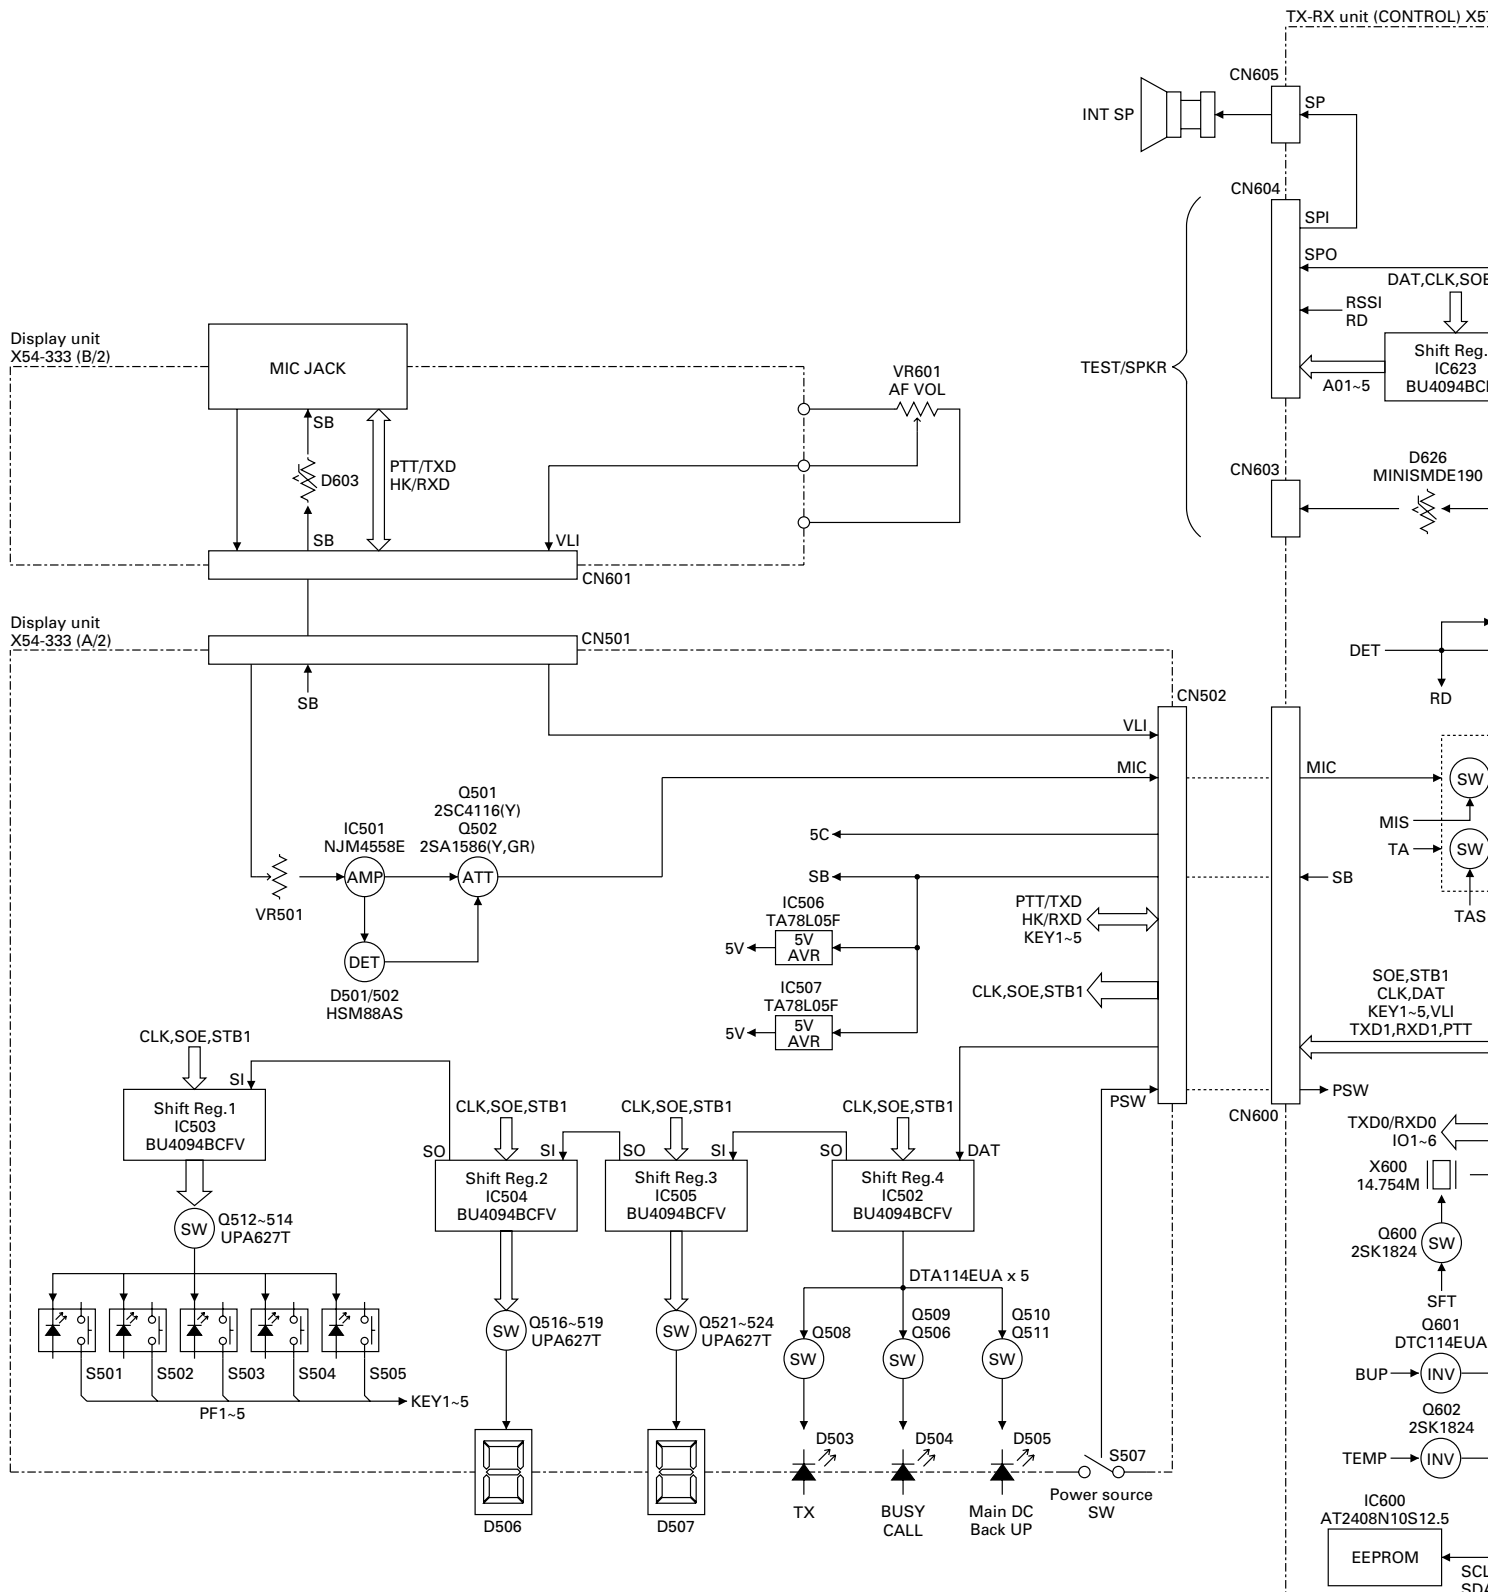 TX-RX unit (CONTROL)
CN605
SP
INT SP
CN604
SPI
SPO
DAT,CLK,SOE
RSSI
RD
Shift Reg.
IC623
A01~5
TEST/SPKR
Display unit
X54-333 (B/2)
MIC JACK
VR601
AF VOL
SB
D603
PTT/TXD
HK/RXD
SB
VLI
CN601
CN603
D626
MINISMDE190
Display unit
X54-333 (A/2)
CN501
SB
DET
RD
CN502
VLI
MIC
MIC
SW
MIS
TA
SW
TAS
Q501
2SC4116(Y)
Q502
2SA1586(Y,GR)
IC501
NJM4558E
AMP
ATT
VR501
DET
D501/502
HSM88AS
5C
SB
SB
IC506
TA78L05F
5V
5V
AVR
IC507
TA78L05F
5V
5V
AVR
PTT/TXD
HK/RXD
KEY1~5
CLK,SOE,STB1
SOE,STB1
CLK,DAT
KEY1~5,VLI
TXD1,RXD1,PTT
PSW
PSW
CN600
CLK,SOE,STB1
SI
Shift Reg.1
IC503
BU4094BCFV
CLK,SOE,STB1
SO
SI
Shift Reg.2
IC504
BU4094BCFV
CLK,SOE,STB1
SO
SI
Shift Reg.3
IC505
BU4094BCFV
CLK,SOE,STB1
SO
DAT
Shift Reg.4
IC502
BU4094BCFV
TXD0/RXD0
IO1~6
X600
14.754M
Q600
2SK1824
SW
SFT
Q601
DTC114EUA
BUP
INV
Q602
2SK1824
TEMP
INV
IC600
AT2408N10S12.5
EEPROM
SW
Q512~514
UPA627T
S501
S502
S503
S504
S505
PF1~5
KEY1~5
SW
Q516~519
UPA627T
SW
Q521~524
UPA627T
DTA114EUA x 5
Q508
SW
Q509
Q506
SW
Q510
Q511
SW
D506
D507
D503
TX
D504
BUSY
CALL
D505
Main DC
Back UP
S507
Power source
SW